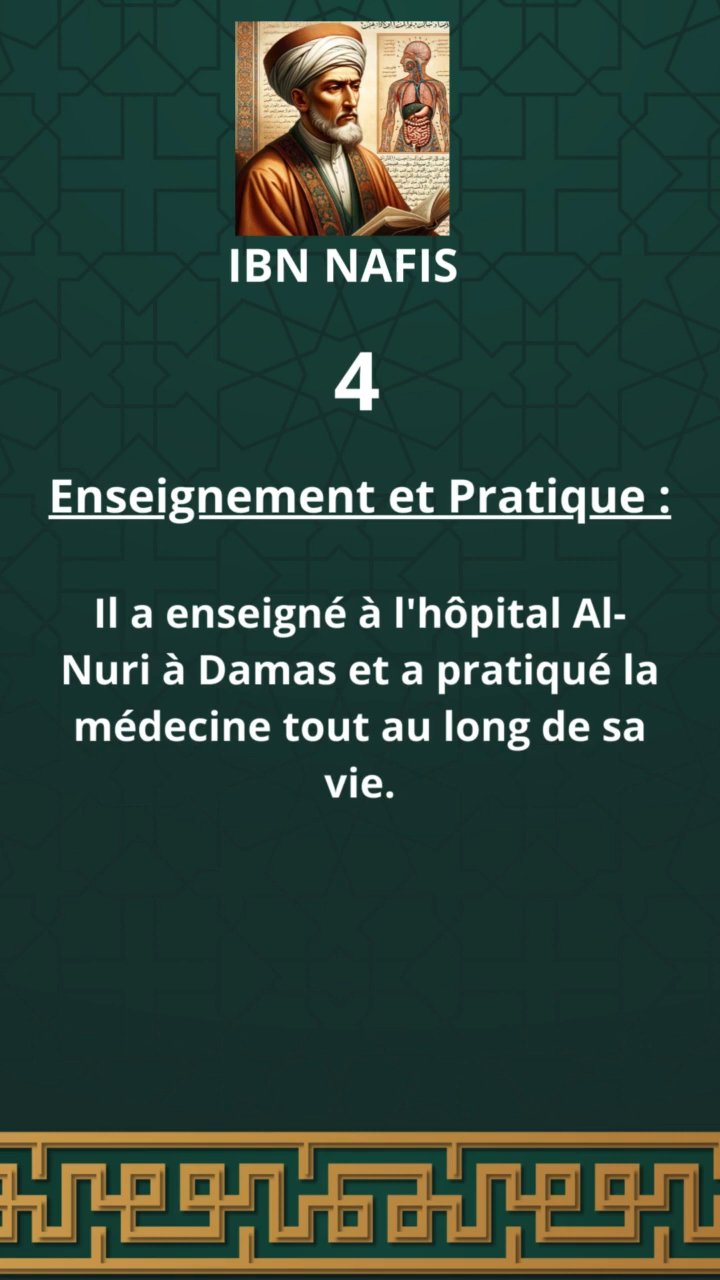 IBN NAFIS
4
Enseignement et Pratique :
Il a enseigné à l'hôpital Al-
Nuri à Damas et a pratiqué la
médecine tout au long de sa
vie.